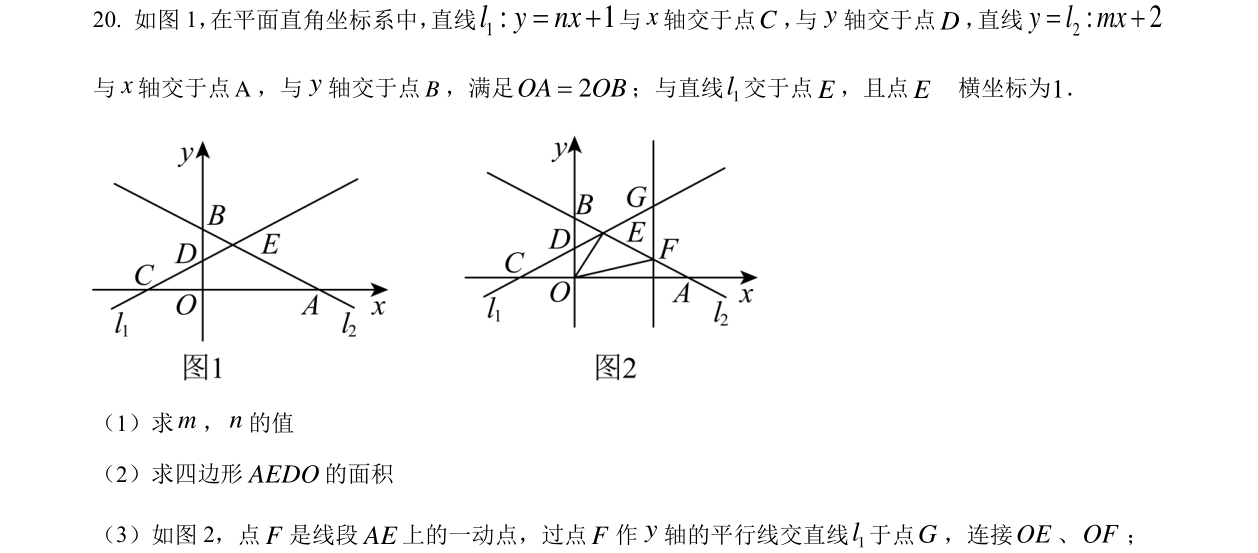 20. 如图 1,在平面直角坐标系中,直线l₁:y=nx+1与x轴交于点C,与y轴交于点D,直线y=l₂:mx+2
与x轴交于点A,与y轴交于点B,满足OA=2OB;与直线l₁交于点E,且点E 横坐标为1.
y
B
D
E
C
O
A
x
l₁
l₂
图1
y
B
G
D
E
F
C
O
A
x
l₁
l₂
图2
(1)求m,n的值
(2)求四边形AEDO的面积
(3)如图 2,点F是线段AE上的一动点,过点F作y轴的平行线交直线l₁于点G,连接OE、OF;